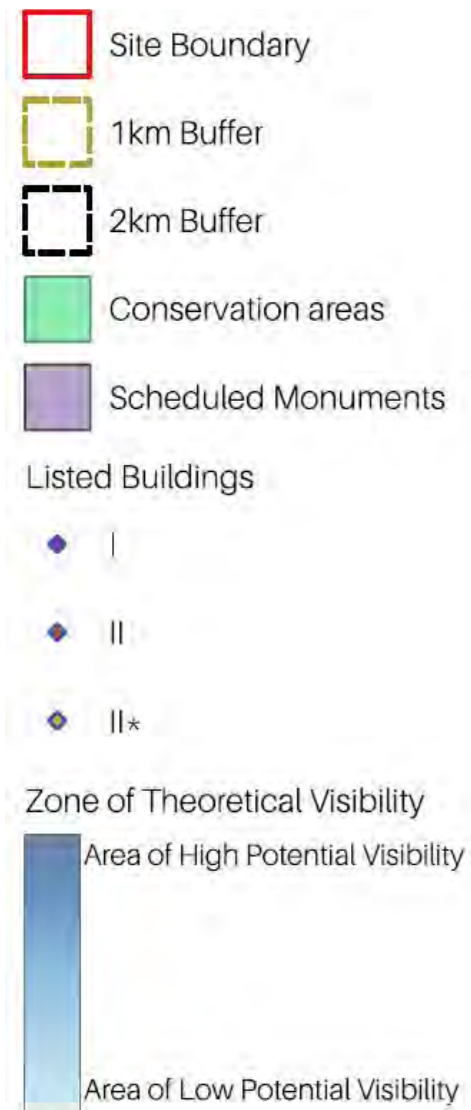 Site Boundary
1km Buffer
2km Buffer
Conservation areas
Scheduled Monuments
Listed Buildings
I
II
II*
Zone of Theoretical Visibility
Area of High Potential Visibility
Area of Low Potential Visibility